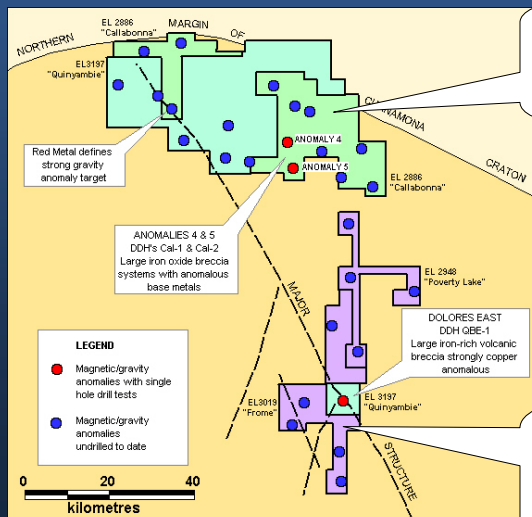 EL 2886
"Callabonna"
NORTHERN
MARGIN
OF
CURNAMONA
CRATON
EL3197
"Quinyambie"
Red Metal defines
strong gravity
anomaly target
ANOMALY 4
ANOMALY 5
EL 2886
"Callabonna"
ANOMALIES 4 & 5
DDH's Cal-1 & Cal-2
Large iron oxide breccia
systems with anomalous
base metals
EL 2948
"Poverty Lake"
MAJOR
STRUCTURE
DOLORES EAST
DDH QBE-1
Large iron-rich volcanic
breccia strongly copper
anomalous
LEGEND
Magnetic/gravity
anomalies with single
hole drill tests
Magnetic/gravity
anomalies
undrilled to date
EL3019
"Frome"
EL 3197
"Quinyambie"
0 10 20 30 40
kilometres